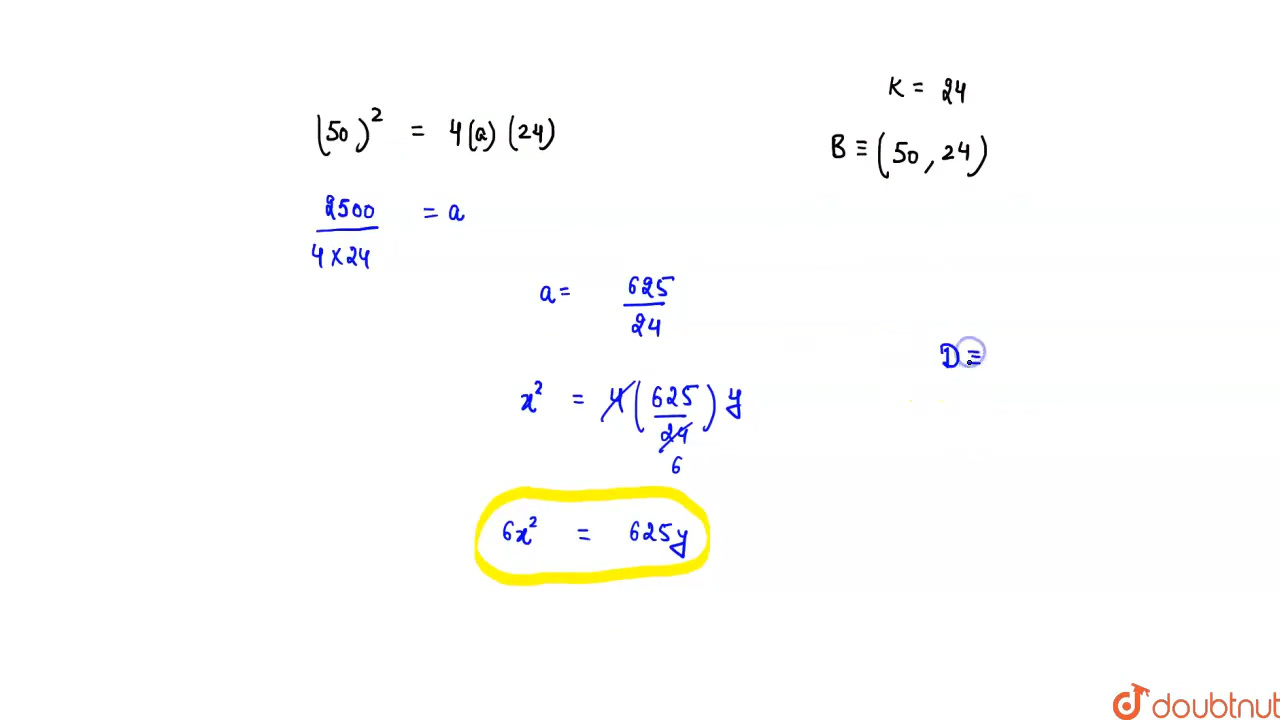 K = 24
(50)² = 4(a)(24)
B ≡ (50, 24)
2500/4×24 = a
a = 625/24
D ≡
x² = 4(625/24)y
6
6x² = 625y
doubtnut